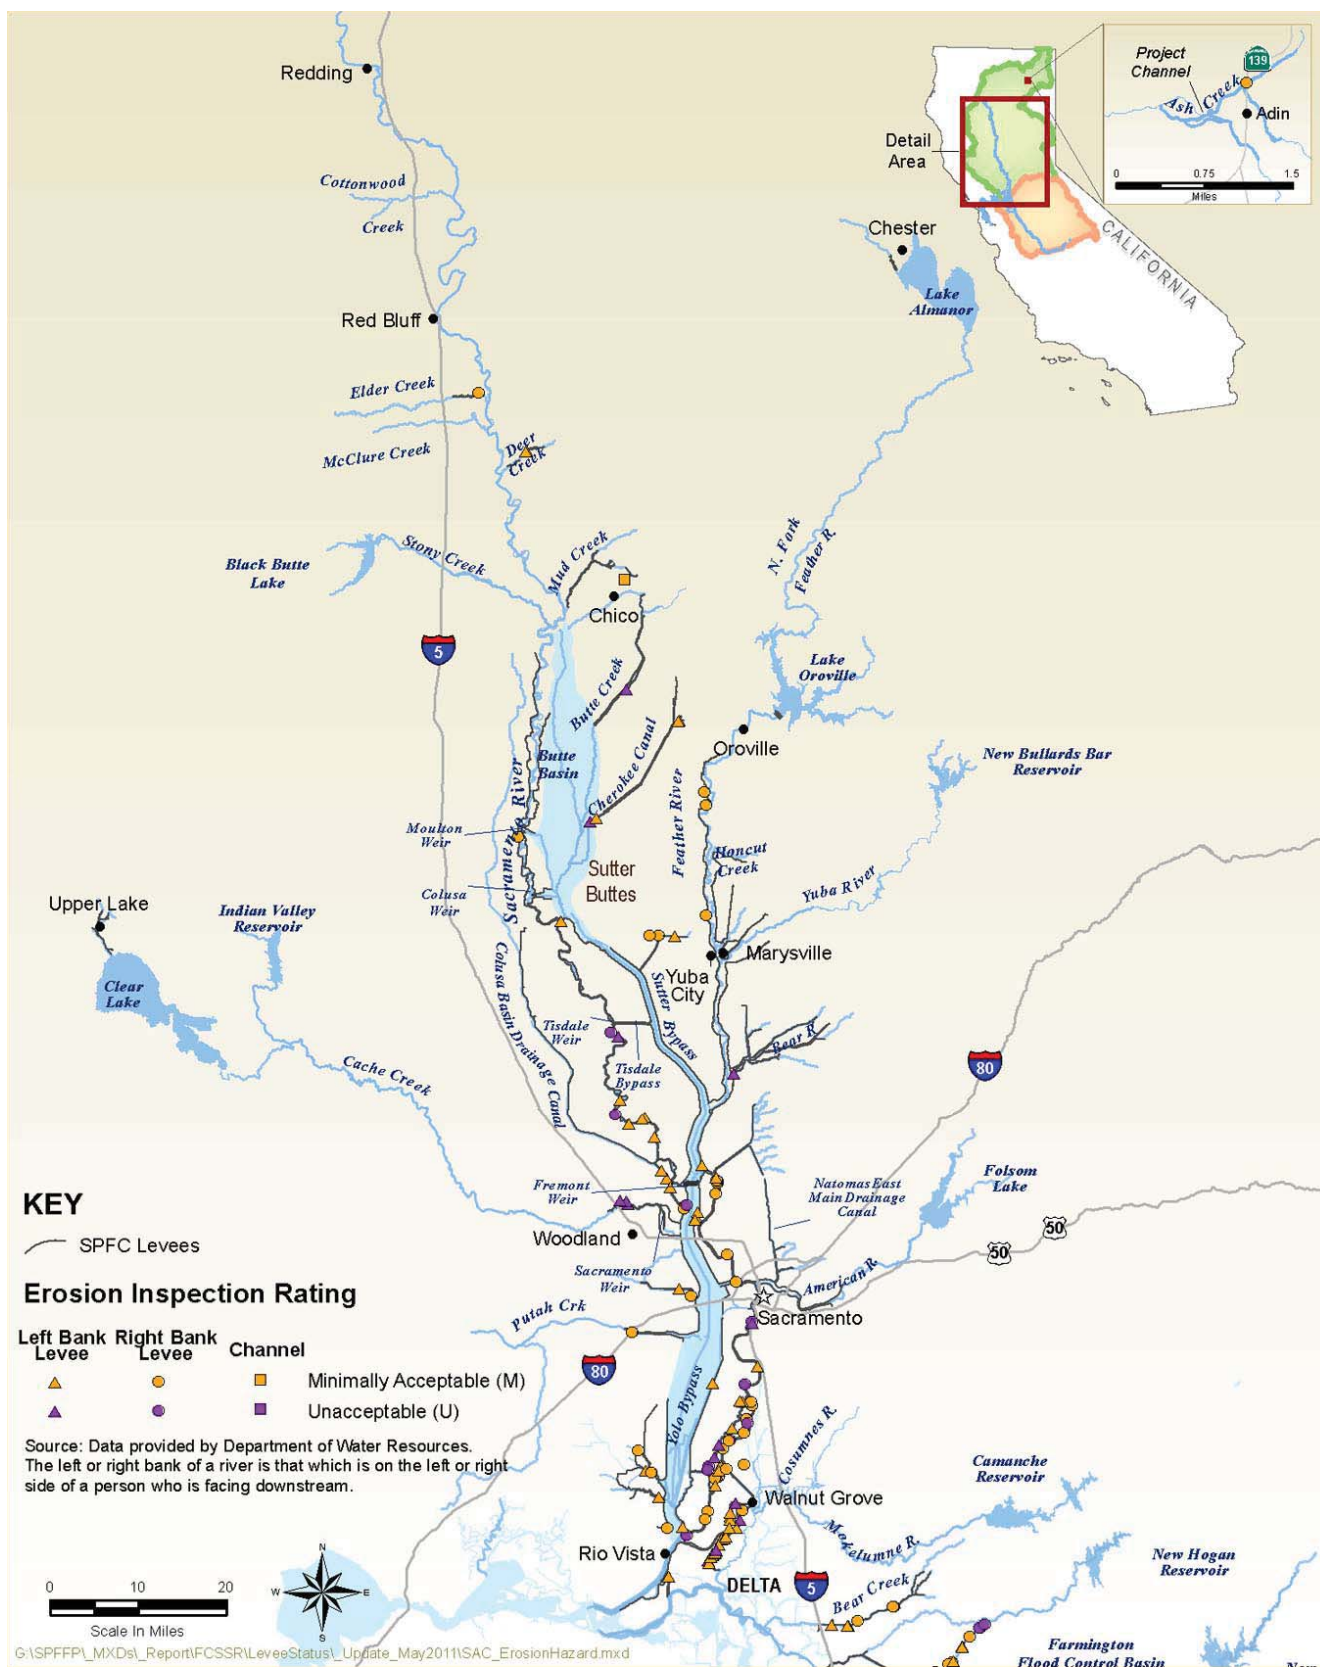 Redding
Project
Channel
139
Ash Creek
Adin
0 0.75 1.5
Miles
Detail
Area
CALIFORNIA
Cottonwood
Creek
Chester
Lake
Almanor
Red Bluff
Elder Creek
McClure Creek
Deer
Creek
N. Fork
Feather R.
Stony Creek
Mud Creek
Black Butte
Lake
Chico
5
Lake
Oroville
Butte Creek
Oroville
Butte
Basin
Cherokee Canal
New Bullards Bar
Reservoir
Sacramento River
Feather River
Moulton
Weir
Honcut
Creek
Sutter
Buttes
Yuba River
Colusa
Weir
Upper Lake
Indian Valley
Reservoir
Marysville
Yuba
City
Clear
Lake
Colusa Basin Drainage Canal
Sutter Bypass
Tisdale
Weir
Bear R.
Tisdale
Bypass
Cache Creek
80
Folsom
Lake
Fremont
Weir
Natomas East
Main Drainage
Canal
KEY
SPFC Levees
Woodland
50
50
Sacramento
Weir
American R.
Erosion Inspection Rating
Putah Crk
Sacramento
Left Bank Right Bank
Levee Levee Channel
80
Minimally Acceptable (M)
Unacceptable (U)
Yolo Bypass
Source: Data provided by Department of Water Resources.
The left or right bank of a river is that which is on the left or right
side of a person who is facing downstream.
Cosumnes R.
Camanche
Reservoir
Walnut Grove
Mokelumne R.
Rio Vista
New Hogan
Reservoir
N
W E
S
DELTA
5
Bear Creek
0 10 20
Scale In Miles
Farmington
Flood Control Basin
New
G:\SPFFP\_MXDs\_Report\FCSSR\LeveeStatus\_Update_May2011\SAC_ErosionHazard.mxd